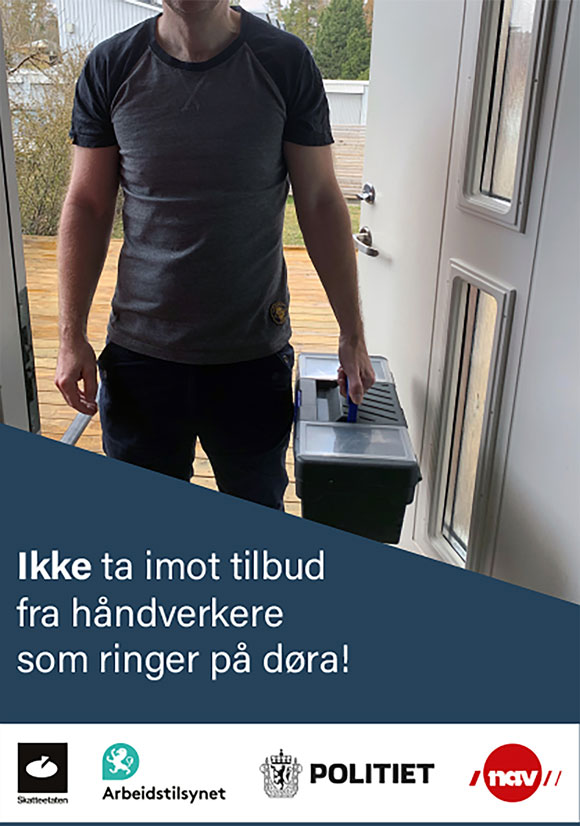 Ikke ta imot tilbud
fra håndverkere
som ringer på døra!
Skatteetaten
Arbeidstilsynet
POLITIET
nav